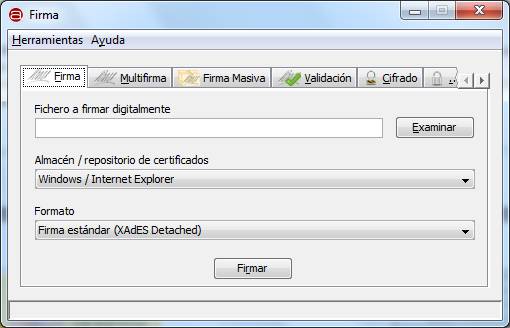 Firma
Herramientas Ayuda
Firma Multifirma Firma Masiva Validación Cifrado ..
Fichero a firmar digitalmente
Examinar
Almacén / repositorio de certificados
Windows / Internet Explorer
Formato
Firma estándar (XAdES Detached)
Firmar